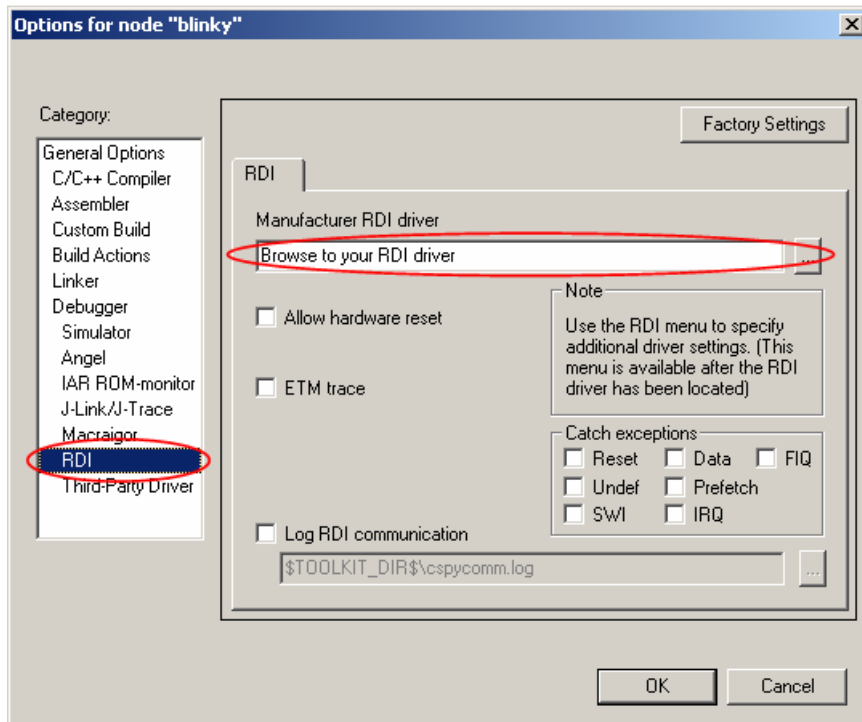 Options for node "blinky"
Category:
General Options
C/C++ Compiler
Assembler
Custom Build
Build Actions
Linker
Debugger
Simulator
Angel
IAR ROM-monitor
J-Link/J-Trace
Macraigor
RDI
Third-Party Driver
Factory Settings
RDI
Manufacturer RDI driver
Browse to your RDI driver
...
Allow hardware reset
ETM trace
Note
Use the RDI menu to specify
additional driver settings. (This
menu is available after the RDI
driver has been located)
Catch exceptions
Reset Data FIQ
Undef Prefetch
SWI IRQ
Log RDI communication
$TOOLKIT_DIR$\cspycomm.log
...
OK Cancel